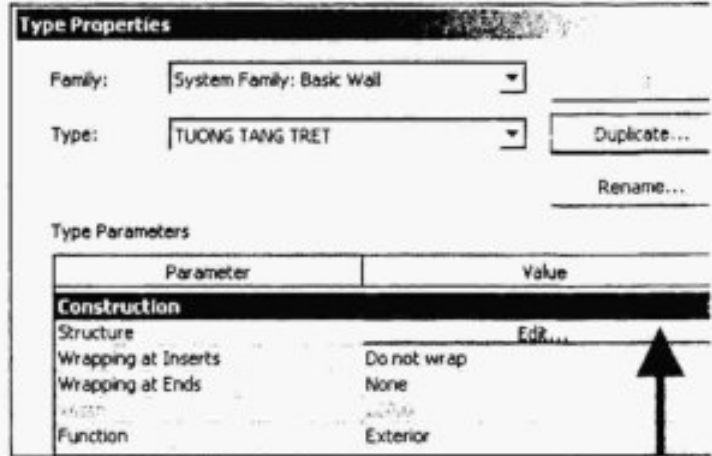 Type Properties
Family: System Family: Basic Wall
Type: TUONG TANG TRET Duplicate...
Rename...
Type Parameters
Parameter Value
Construction
Structure Edit...
Wrapping at Inserts Do not wrap
Wrapping at Ends None
Function Exterior